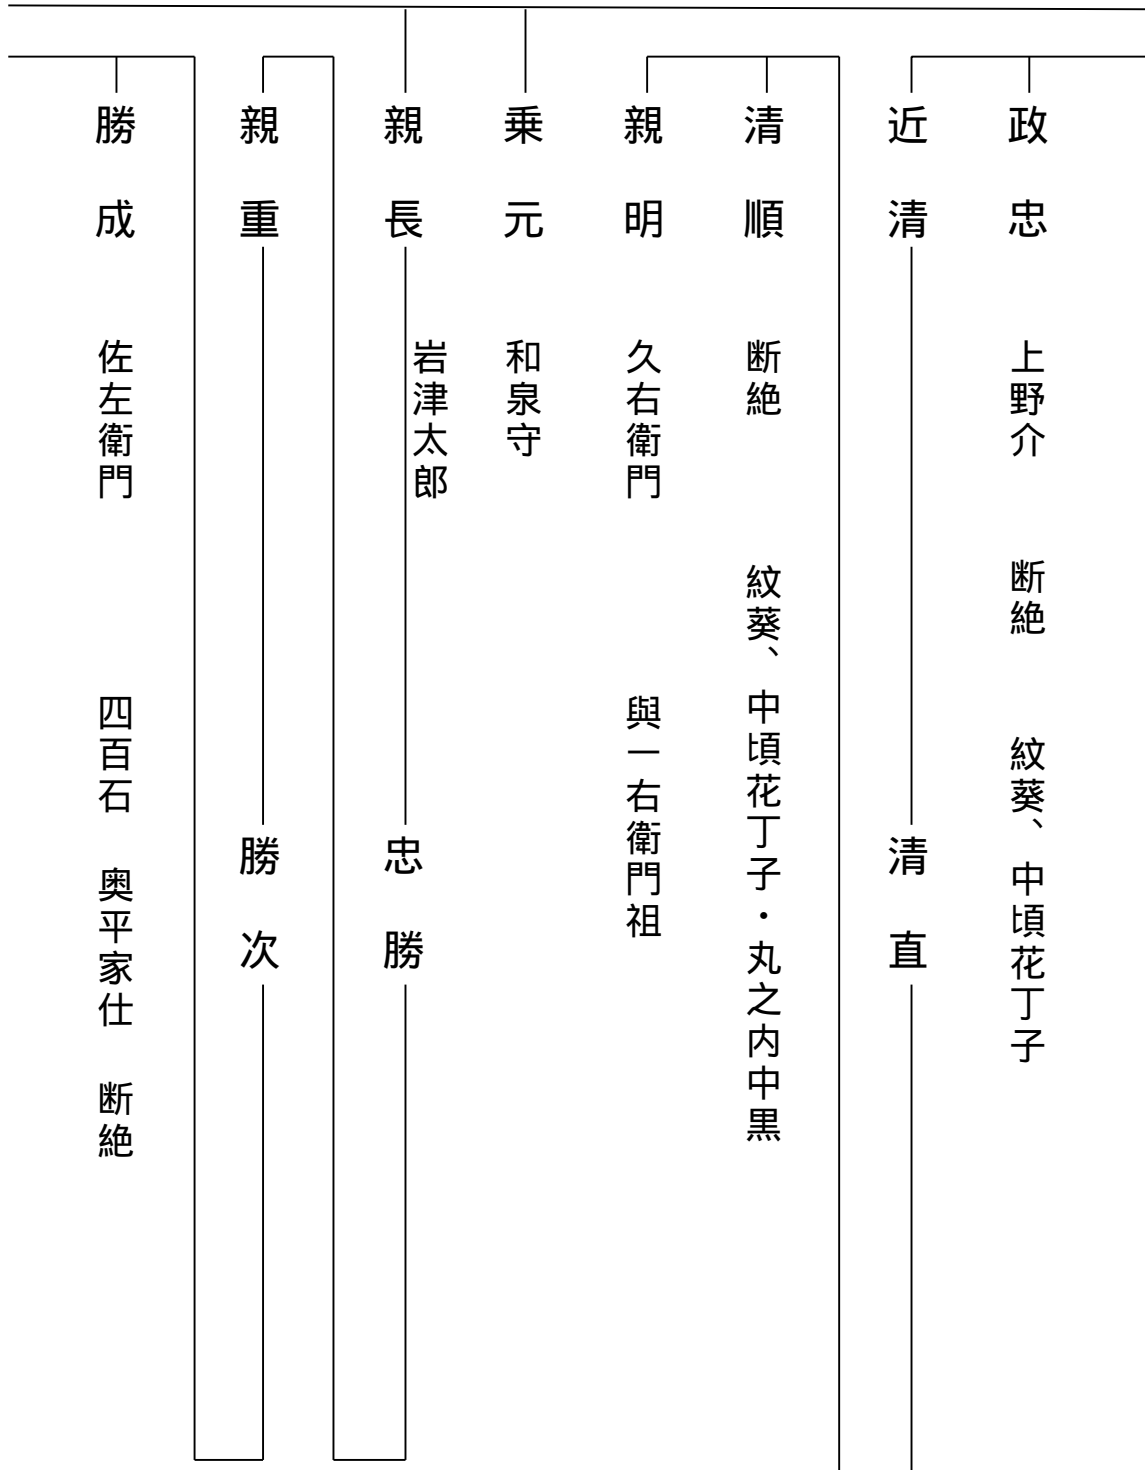 政忠 上野介 断絶 紋葵、中頃花丁子
近清 清直
清順 断絶 紋葵、中頃花丁子・丸之内中黒
親明 久右衛門 與一右衛門祖
乗元 和泉守
親長 岩津太郎 忠勝
親重 勝次
勝成 佐左衛門 四百石 奥平家仕 断絶